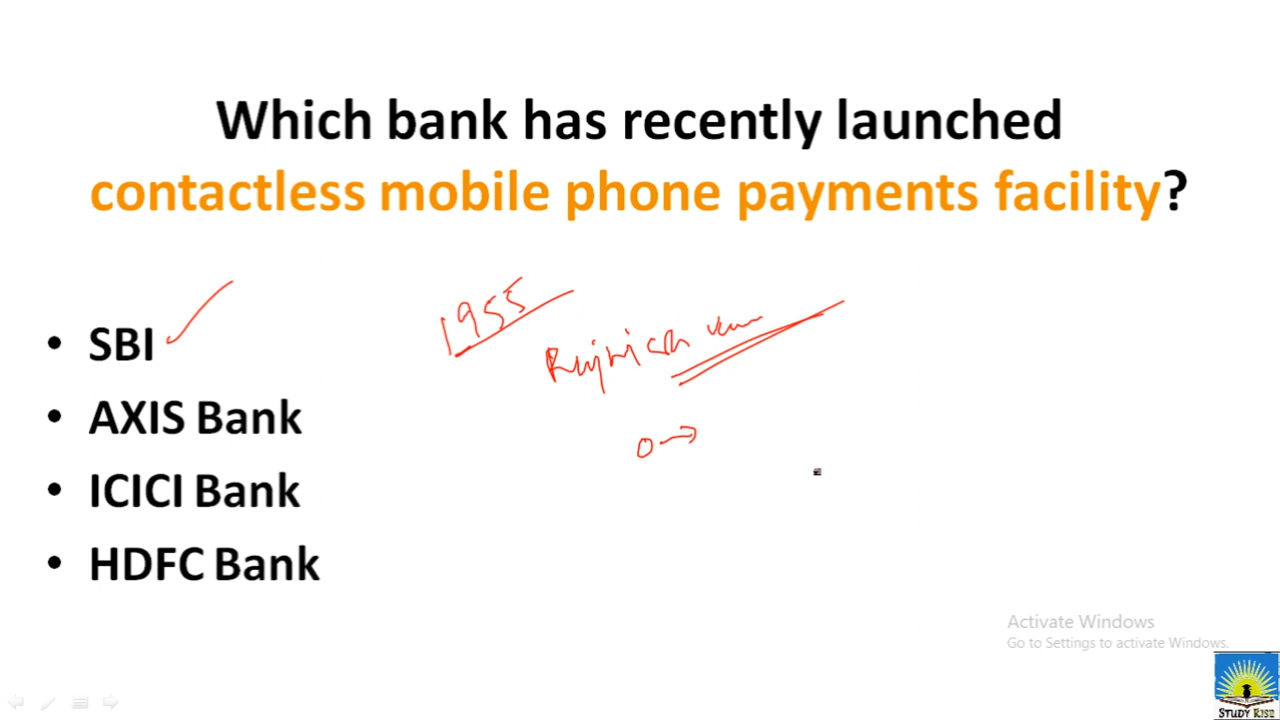 Which bank has recently launched
contactless mobile phone payments facility?
• SBI
1955
Rajnish
• AXIS Bank
• ICICI Bank
• HDFC Bank
Activate Windows
Go to Settings to activate Windows.
STUDY RISE